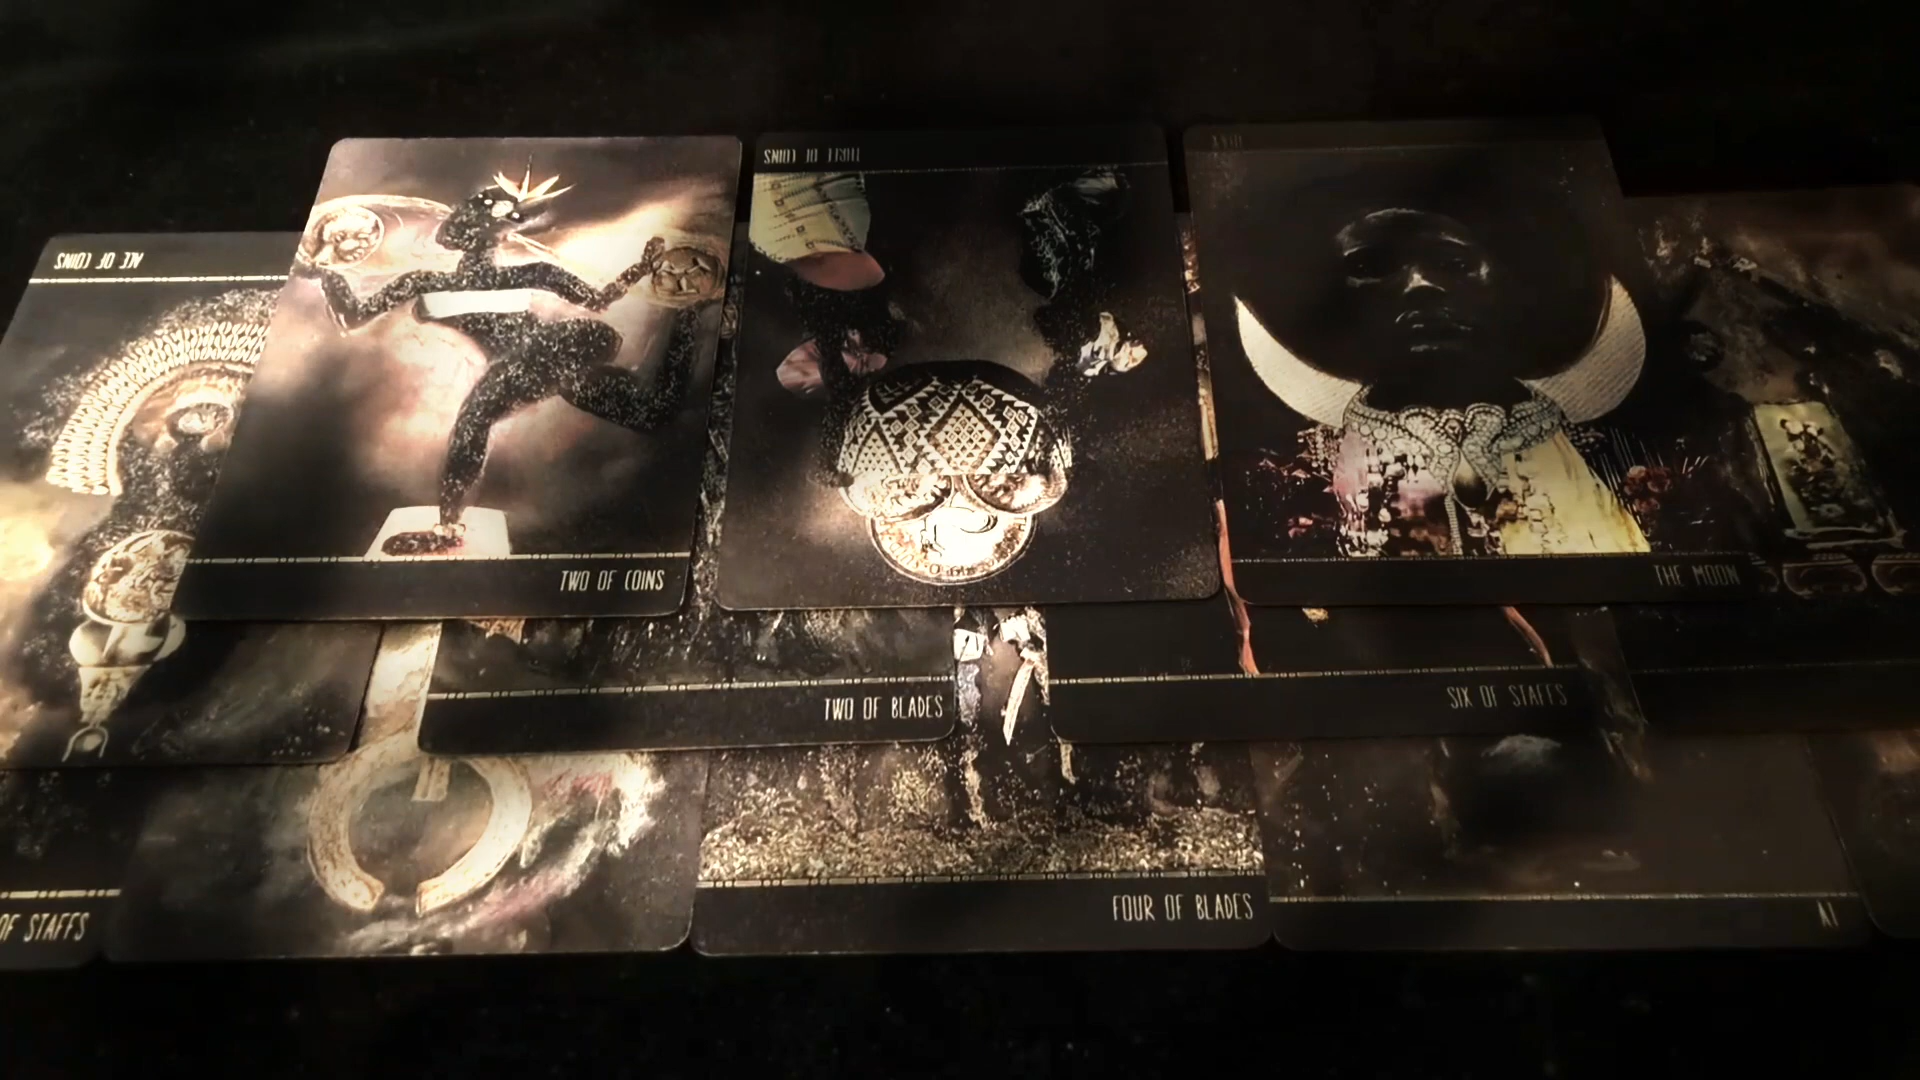 THREE OF COINS
XVIII
ACE OF COINS
TWO OF COINS
THE MOON
TWO OF BLADES
SIX OF STAFFS
FOUR OF BLADES
OF STAFFS